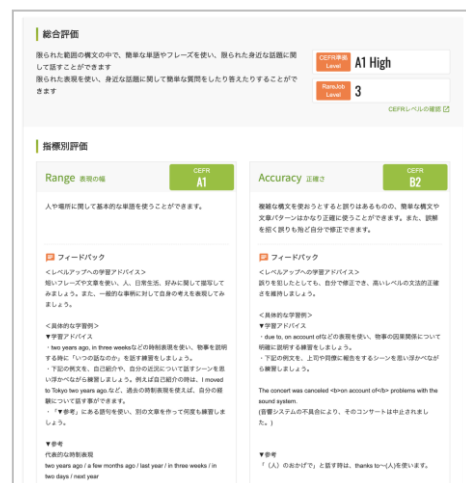 総合評価
限られた範囲の構文の中で、簡単な単語やフレーズを使い、限られた身近な話題に関
して話すことができます
限られた表現を使い、身近な話題に関して簡単な質問をしたり答えたりすることがで
きます
CEFR準拠
Level
A1 High
RareJob
Level
3
CEFRレベルの確認
指標別評価
Range 表現の幅
CEFR
A1
人や場所に関して基本的な単語を使うことができます。
フィードバック
<レベルアップへの学習アドバイス>
短いフレーズや文章を使い、人、日常生活、好みに関して描写して
みましょう。また、一般的な事柄に対して自身の考えを表現してみ
ましょう。
<具体的な学習例>
▼学習アドバイス
・two years ago, in three weeksなどの時制表現を使い、物事を説明
する時に「いつの話なのか」を話す練習をしましょう。
・下記の例文を、自己紹介や、自分の近況について話すシーンを思
い浮かべながら練習しましょう。例えば自己紹介の時は、I moved
to Tokyo two years ago.など、過去の時制表現を使えば、自分の経
験について話す事ができます。
・「▼参考」にある語句を使い、別の文章を作って何度も練習しま
しょう。
▼参考
代表的な時制表現
two years ago / a few months ago / last year / in three weeks / in
two days / next year
Accuracy 正確さ
CEFR
B2
複雑な構文を使おうとすると誤りはあるものの、簡単な構文や
文章パターンはかなり正確に使うことができます。また、誤解
を招く誤りも殆ど自分で修正できます。
フィードバック
<レベルアップへの学習アドバイス>
誤りを犯したとしても、自分で修正でき、高いレベルの文法的正確
さを維持しましょう。
<具体的な学習例>
▼学習アドバイス
・due to, on account ofなどの表現を使い、物事の因果関係について
明確に説明する練習をしましょう。
・下記の例文を、上司や同僚に報告をするシーンを思い浮かべなが
ら練習しましょう。
The concert was canceled <b>on account of</b> problems with the
sound system.
(音響システムの不具合により、そのコンサートは中止されまし
た。)
▼参考
「（人）のおかげで」と話す時は、thanks to～(人)を使います。